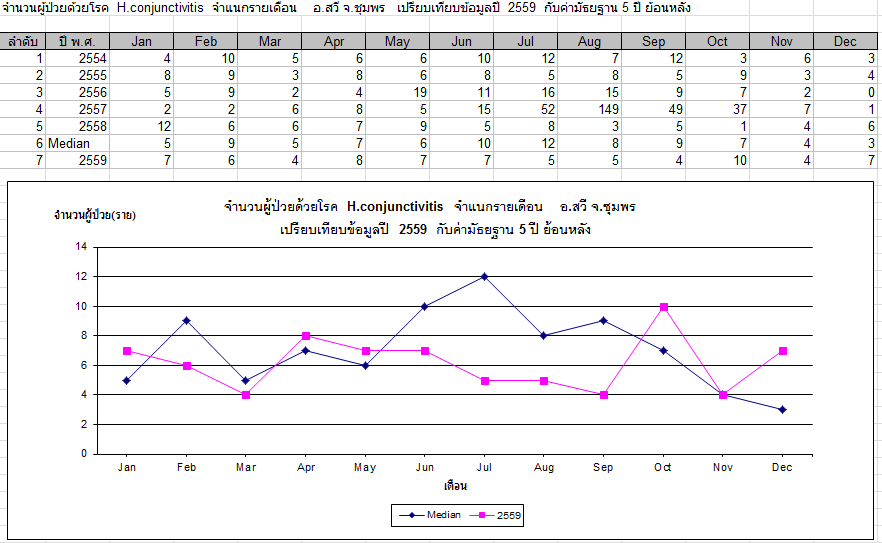 จำนวนผู้ป่วยด้วยโรค H.conjunctivitis จำแนกรายเดือน อ.สวี จ.ชุมพร เปรียบเทียบข้อมูลปี 2559 กับค่ามัธยฐาน 5 ปี ย้อนหลัง
ลำดับ ปี พ.ศ. Jan Feb Mar Apr May Jun Jul Aug Sep Oct Nov Dec
1 2554 4 10 5 6 6 10 12 7 12 3 6 3
2 2555 8 9 3 8 6 8 5 8 5 9 3 4
3 2556 5 9 2 4 19 11 16 15 9 7 2 0
4 2557 2 2 6 8 5 15 52 149 49 37 7 1
5 2558 12 6 6 7 9 5 8 3 5 1 4 6
6 Median 5 9 5 7 6 10 12 8 9 7 4 3
7 2559 7 6 4 8 7 7 5 5 4 10 4 7
จำนวนผู้ป่วยด้วยโรค H.conjunctivitis จำแนกรายเดือน อ.สวี จ.ชุมพร
เปรียบเทียบข้อมูลปี 2559 กับค่ามัธยฐาน 5 ปี ย้อนหลัง
จำนวนผู้ป่วย(ราย)
14
12
10
8
6
4
2
0
Jan Feb Mar Apr May Jun Jul Aug Sep Oct Nov Dec
เดือน
Median 2559